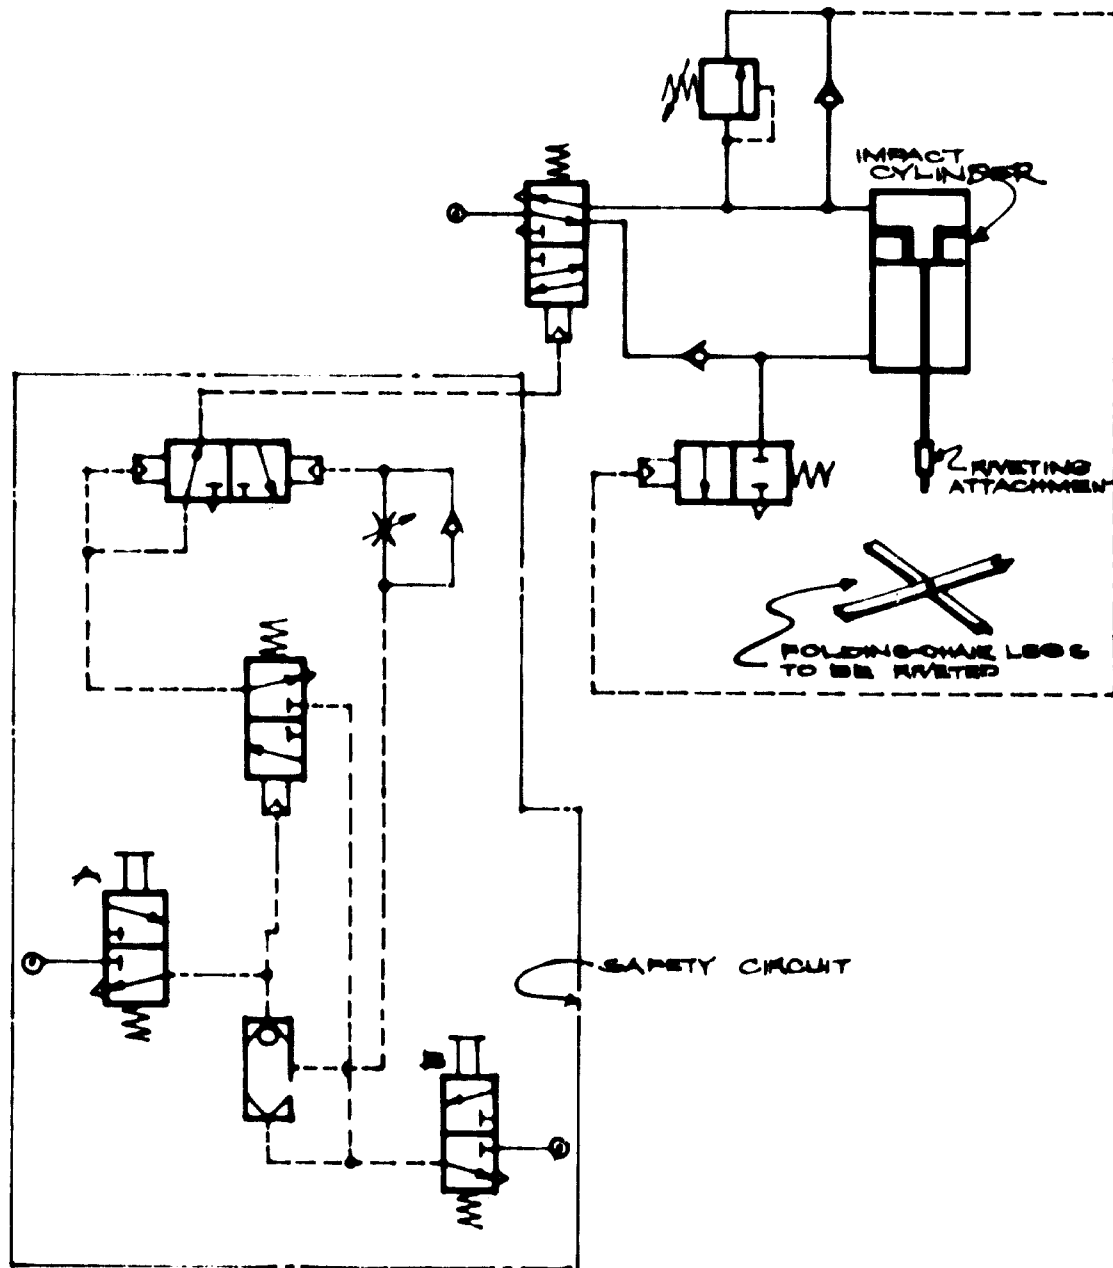 IMPACT
CYLINDER
RIVETING
ATTACHMENT
FOLDING-CHAIR LEGS
TO BE RIVETED
A
SAFETY CIRCUIT
B